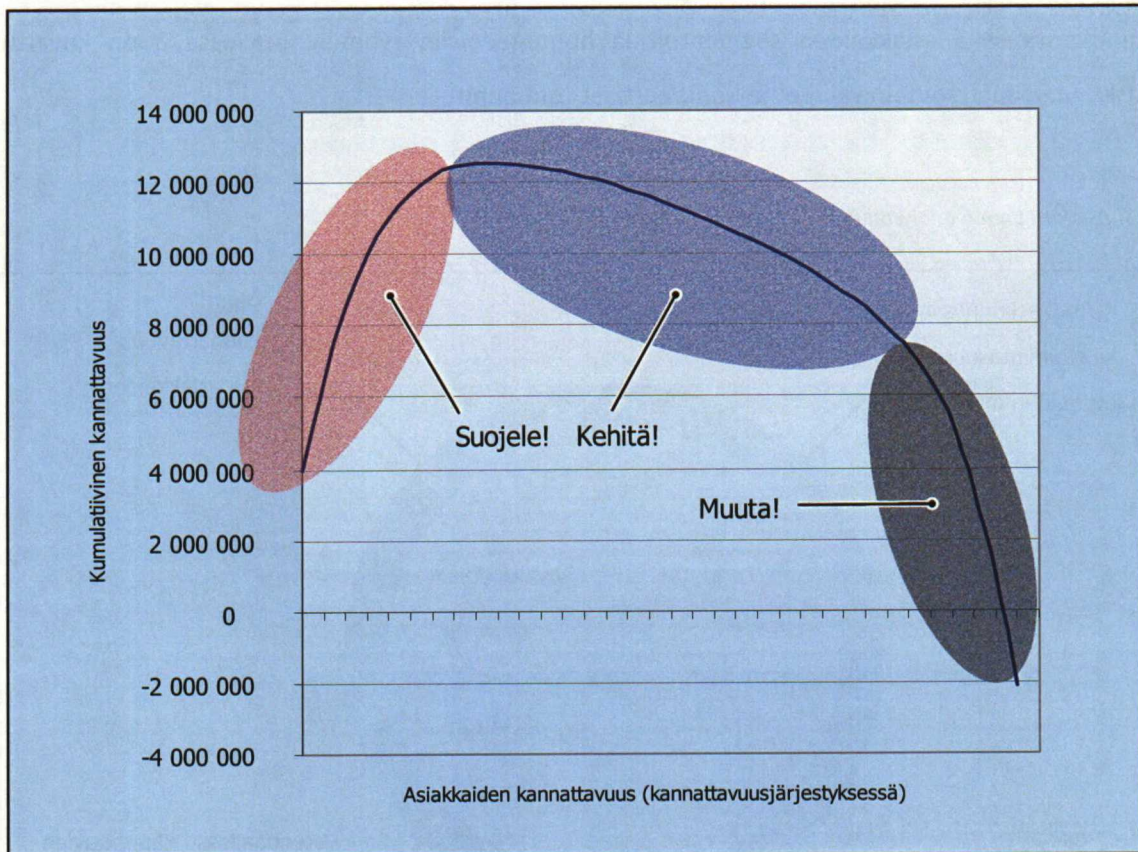 14 000 000
12 000 000
10 000 000
8 000 000
6 000 000
4 000 000
2 000 000
0
-2 000 000
-4 000 000
Kumulatiivinen kannattavuus
Suojele! Kehitä!
Muuta!
Asiakkaiden kannattavuus (kannattavuusjärjestyksessä)